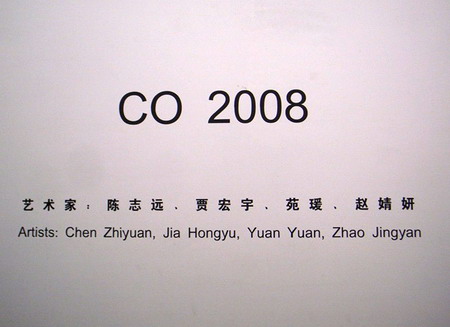 CO 2008
艺术家：陈志远、贾宏宇、苑瑗、赵婧妍
Artists: Chen Zhiyuan, Jia Hongyu, Yuan Yuan, Zhao Jingyan